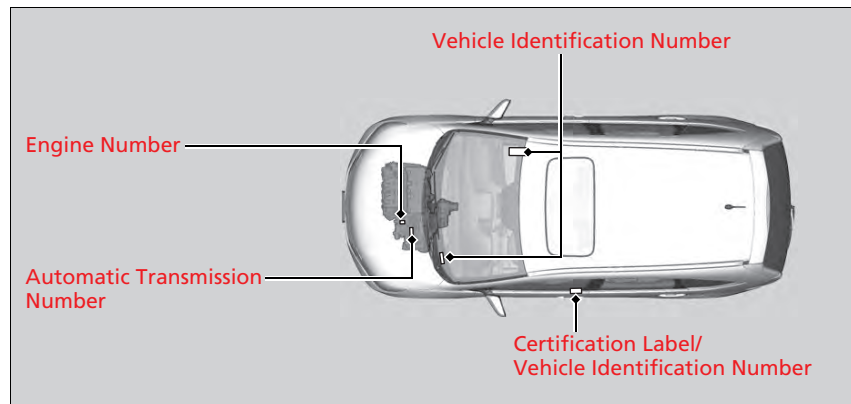 Vehicle Identification Number
Engine Number
Automatic Transmission
Number
Certification Label/
Vehicle Identification Number